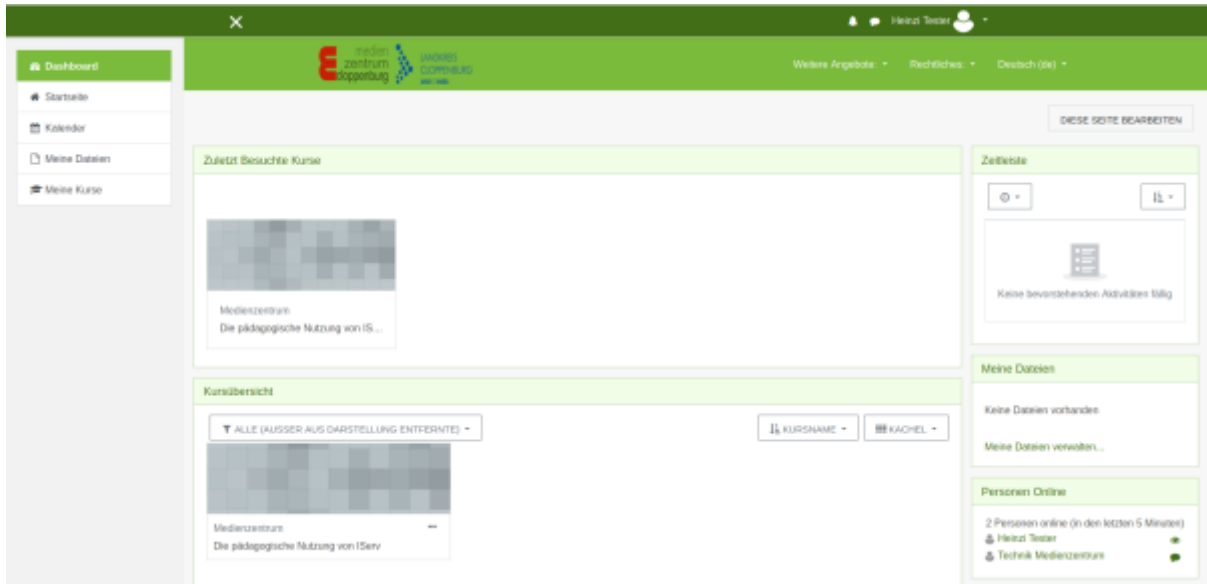 Heinzi Tester
medien
zentrum
cloppenburg
LANDKREIS
CLOPPENBURG
Weitere Angebote:
Rechtliches:
Deutsch (de)
Dashboard
Startseite
Kalender
Meine Dateien
Meine Kurse
DIESE SEITE BEARBEITEN
Zuletzt Besuchte Kurse
Medienzentrum
Die pädagogische Nutzung von IS...
Kursübersicht
ALLE (AUSSER AUS DARSTELLUNG ENTFERNTE)
KURSNAME
KACHEL
Medienzentrum
Die pädagogische Nutzung von IServ
Zeitleiste
Keine bevorstehenden Aktivitäten fällig
Meine Dateien
Keine Dateien vorhanden
Meine Dateien verwalten...
Personen Online
2 Personen online (in den letzten 5 Minuten)
Heinzi Tester
Technik Medienzentrum